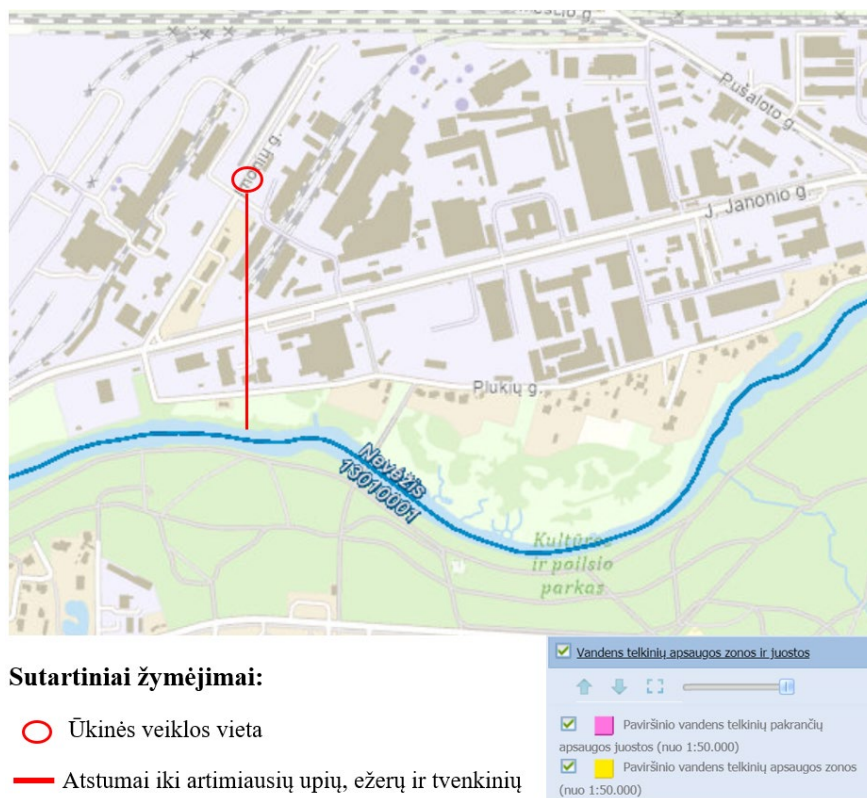 Pušaloto g.
J. Janonio g.
Plukių g.
Nevėžis
13010001
Kultūros
ir poilsio
parkas
Sutartiniai žymėjimai:
Ūkinės veiklos vieta
Atstumai iki artimiausių upių, ežerų ir tvenkinių
Vandens telkinių apsaugos zonos ir juostos
Paviršinio vandens telkinių pakrančių
apsaugos juostos (nuo 1:50.000)
Paviršinio vandens telkinių apsaugos zonos
(nuo 1:50.000)